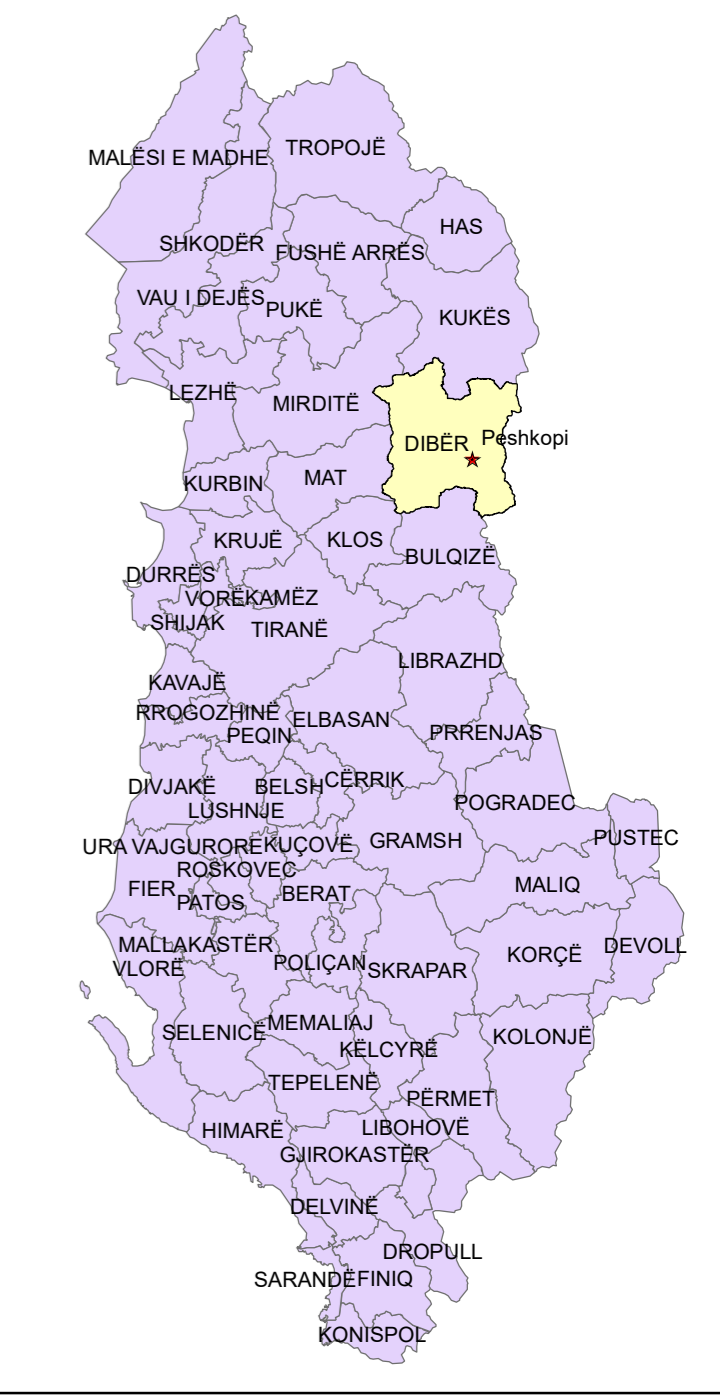 TROPOJË
MALËSI E MADHE
HAS
SHKODËR
FUSHË ARRËS
VAU I DEJËS
PUKË
KUKËS
LEZHË
MIRDITË
Peshkopi
DIBËR
MAT
KURBIN
KRUJË
KLOS
BULQIZË
DURRËS
VORË
KAMËZ
SHIJAK
TIRANË
LIBRAZHD
KAVAJË
RROGOZHINË
ELBASAN
PEQIN
PRRENJAS
CËRRIK
DIVJAKË
BELSH
POGRADEC
LUSHNJE
PUSTEC
GRAMSH
URA VAJGURORE
KUÇOVË
ROSKOVEC
MALIQ
FIER
BERAT
PATOS
MALLAKASTËR
DEVOLL
KORÇË
POLIÇAN
VLORË
SKRAPAR
MEMALIAJ
SELENICË
KOLONJË
KËLCYRË
TEPELENË
PËRMET
LIBOHOVË
HIMARË
GJIROKASTËR
DELVINË
DROPULL
SARANDË
FINIQ
KONISPOL